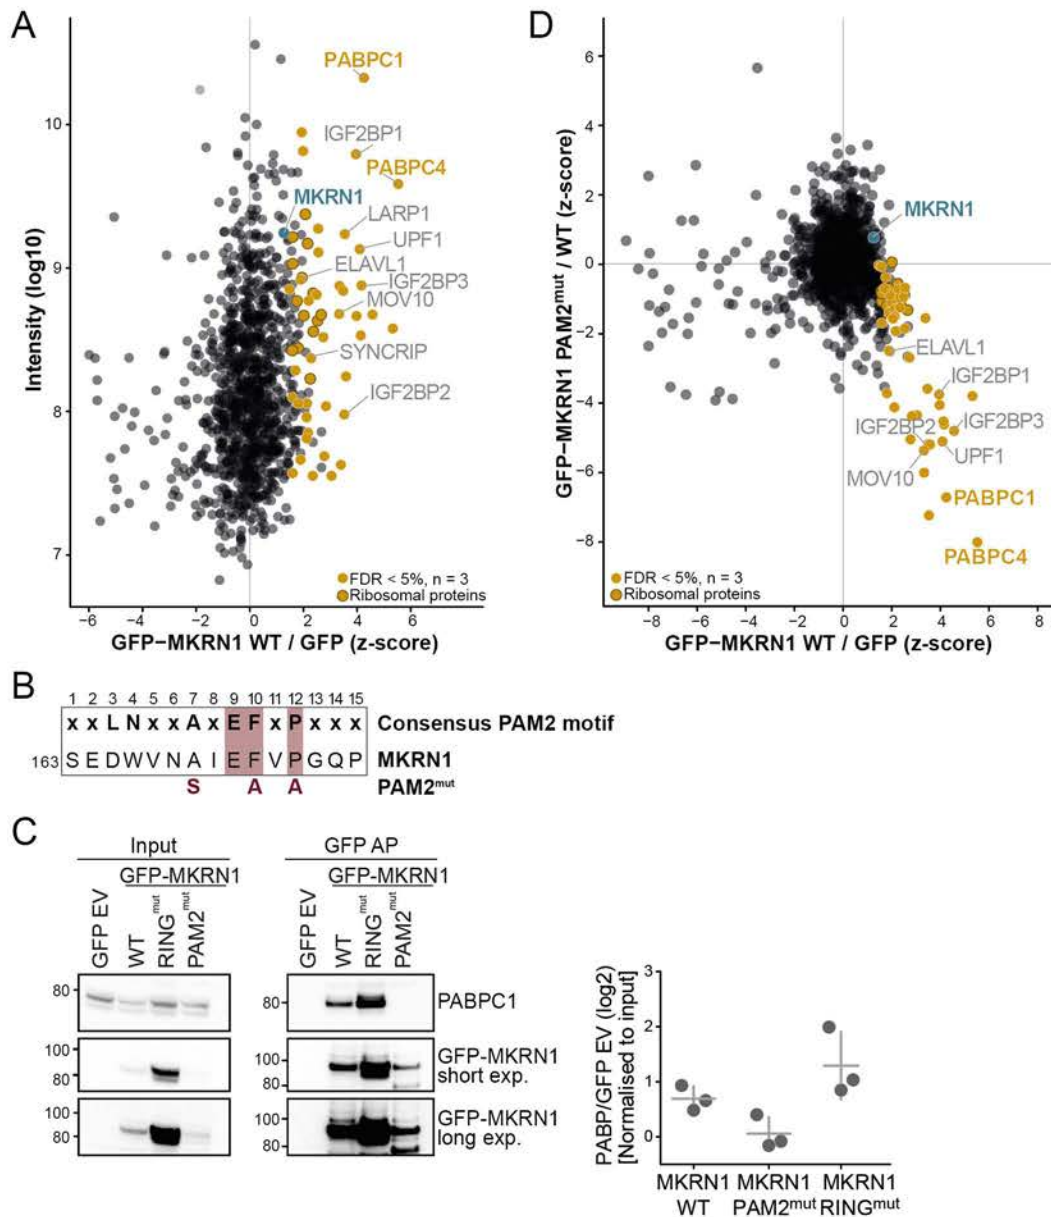 A
PABPC1
IGF2BP1
PABPC4
MKRN1
LARP1
UPF1
ELAVL1
IGF2BP3
MOV10
SYNCRIP
IGF2BP2
10
9
8
7
Intensity (log10)
FDR < 5%, n = 3
Ribosomal proteins
−6 −4 −2 0 2 4 6 8
GFP−MKRN1 WT / GFP (z-score)
D
6
4
2
0
−2
−4
−6
−8
GFP−MKRN1 PAM2mut / WT (z-score)
MKRN1
ELAVL1
IGF2BP1
IGF2BP2
IGF2BP3
MOV10
UPF1
PABPC1
PABPC4
FDR < 5%, n = 3
Ribosomal proteins
−8 −6 −4 −2 0 2 4 6 8
GFP−MKRN1 WT / GFP (z-score)
B
1 2 3 4 5 6 7 8 9 10 11 12 13 14 15
x x L N x x A x E F x P x x x Consensus PAM2 motif
163 S E D W V N A I E F V P G Q P MKRN1
S A A PAM2mut
C
Input
GFP-MKRN1
GFP EV
WT
RINGmut
PAM2mut
GFP AP
GFP-MKRN1
GFP EV
WT
RINGmut
PAM2mut
80
80
PABPC1
100
80
100
80
GFP-MKRN1
short exp.
100
80
100
80
GFP-MKRN1
long exp.
PABP/GFP EV (log2)
[Normalised to input]
3
2
1
0
MKRN1 MKRN1 MKRN1
WT PAM2mut RINGmut